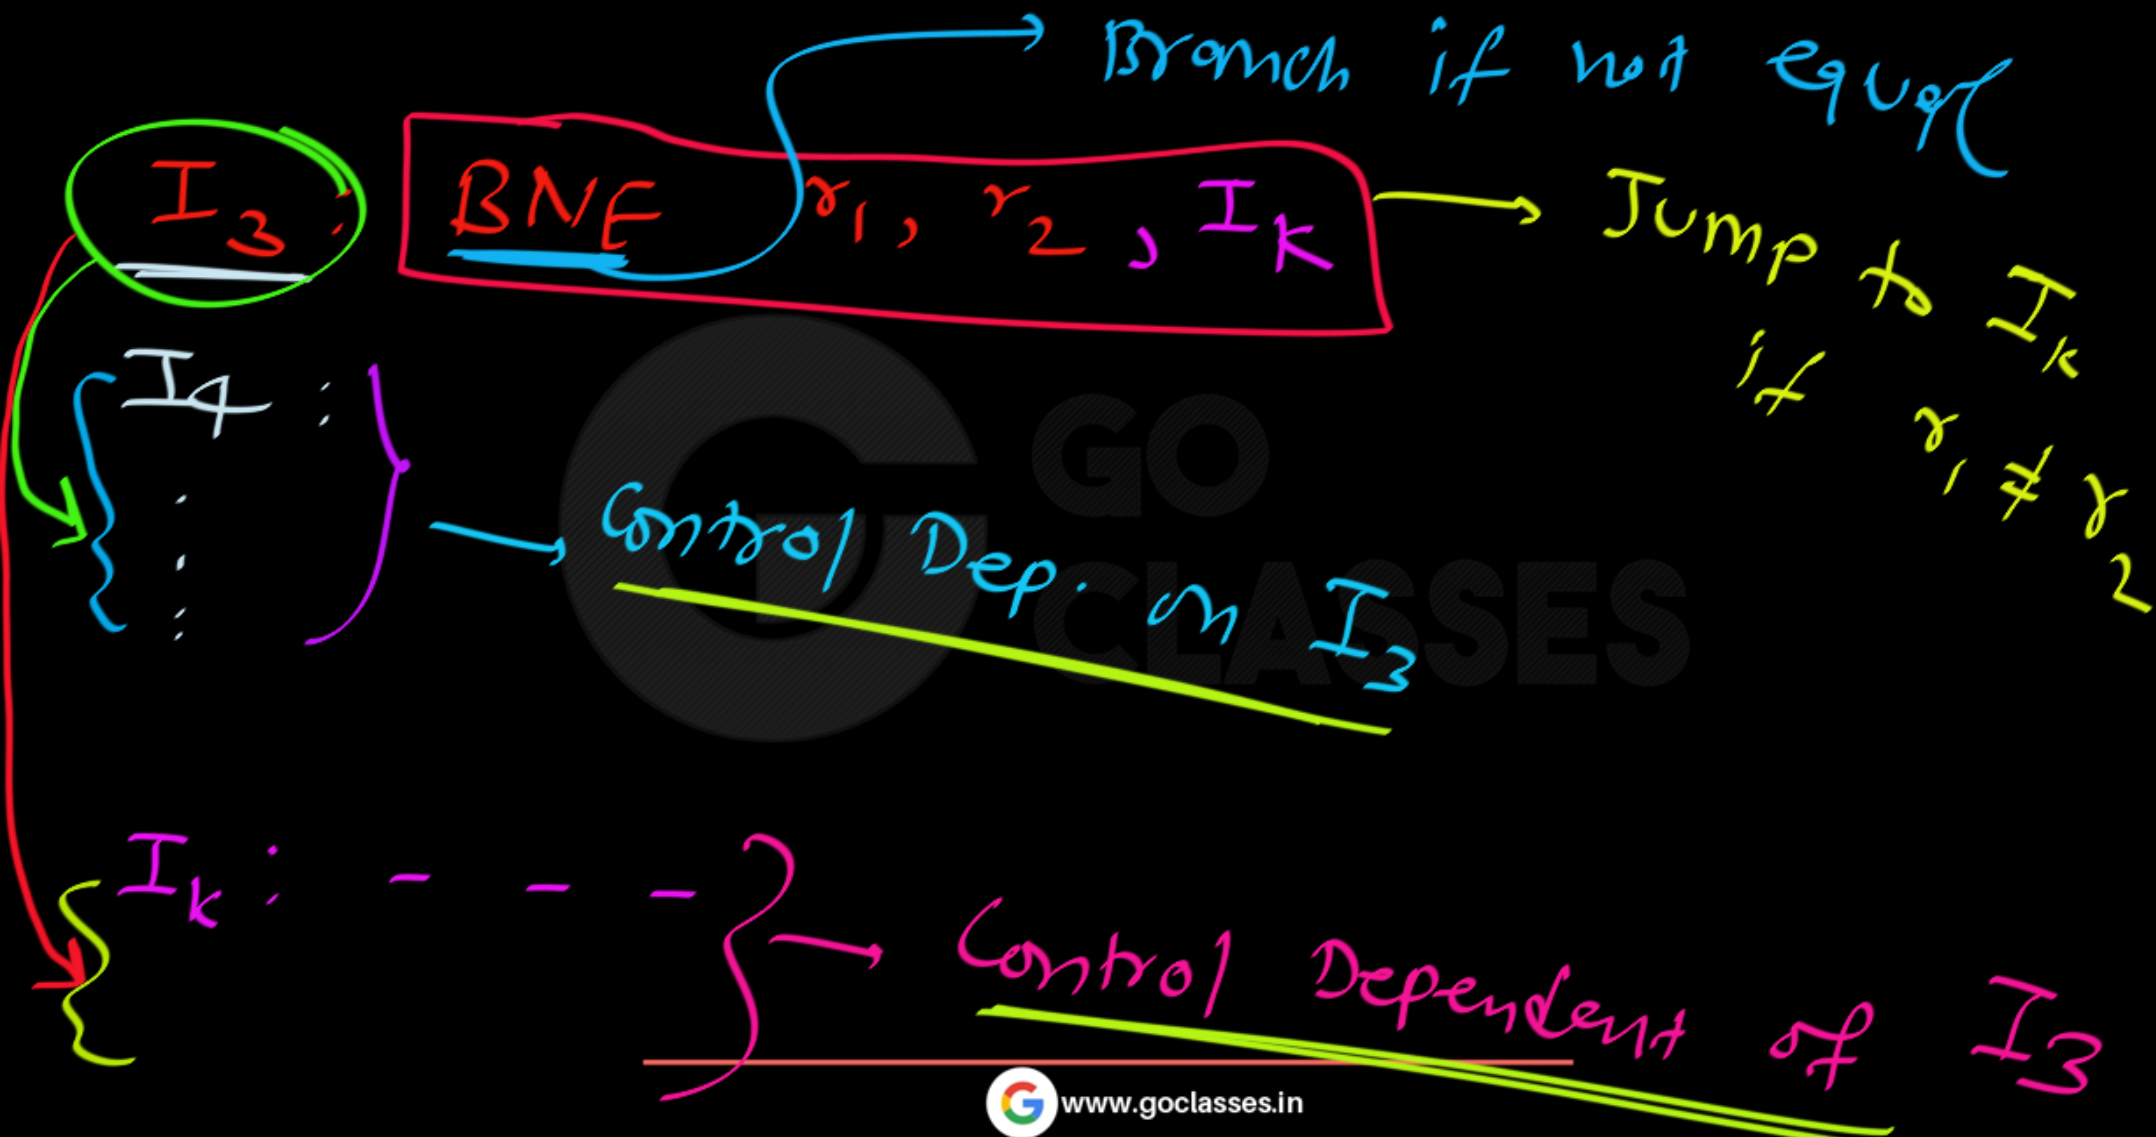 Branch if not equal
I3 : BNE r1, r2, IK
Jump to Ik
if r1 ≠ r2
I4 :
GO
CLASSES
Control Dep. on I3
Ik : - - -
Control Dependent of I3
www.goclasses.in